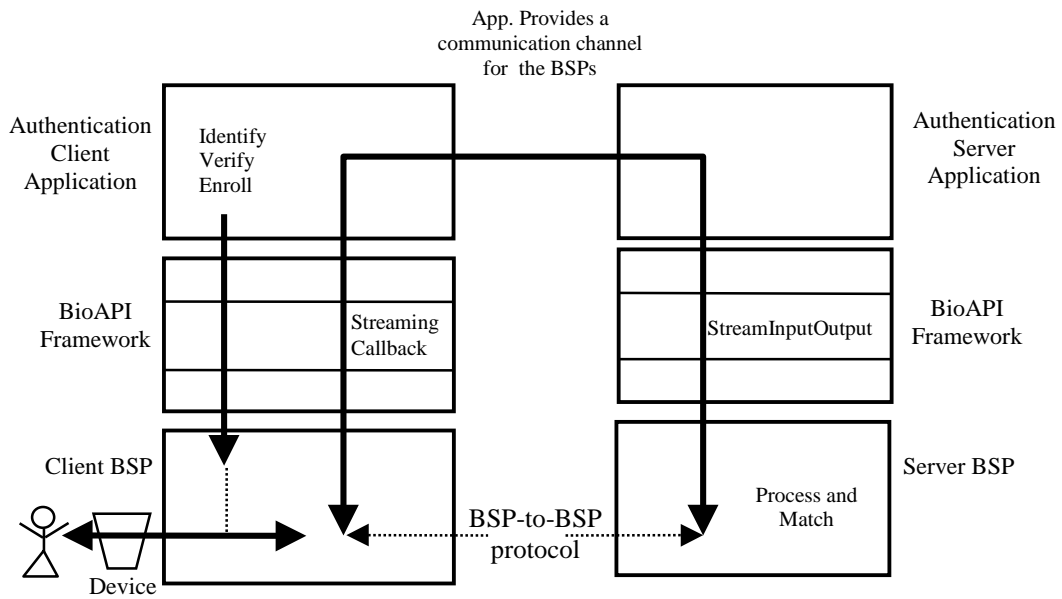 App. Provides a
communication channel
for the BSPs
Authentication
Client
Application
Identify
Verify
Enroll
Authentication
Server
Application
BioAPI
Framework
Streaming
Callback
StreamInputOutput
BioAPI
Framework
Client BSP
BSP-to-BSP
protocol
Process and
Match
Server BSP
Device